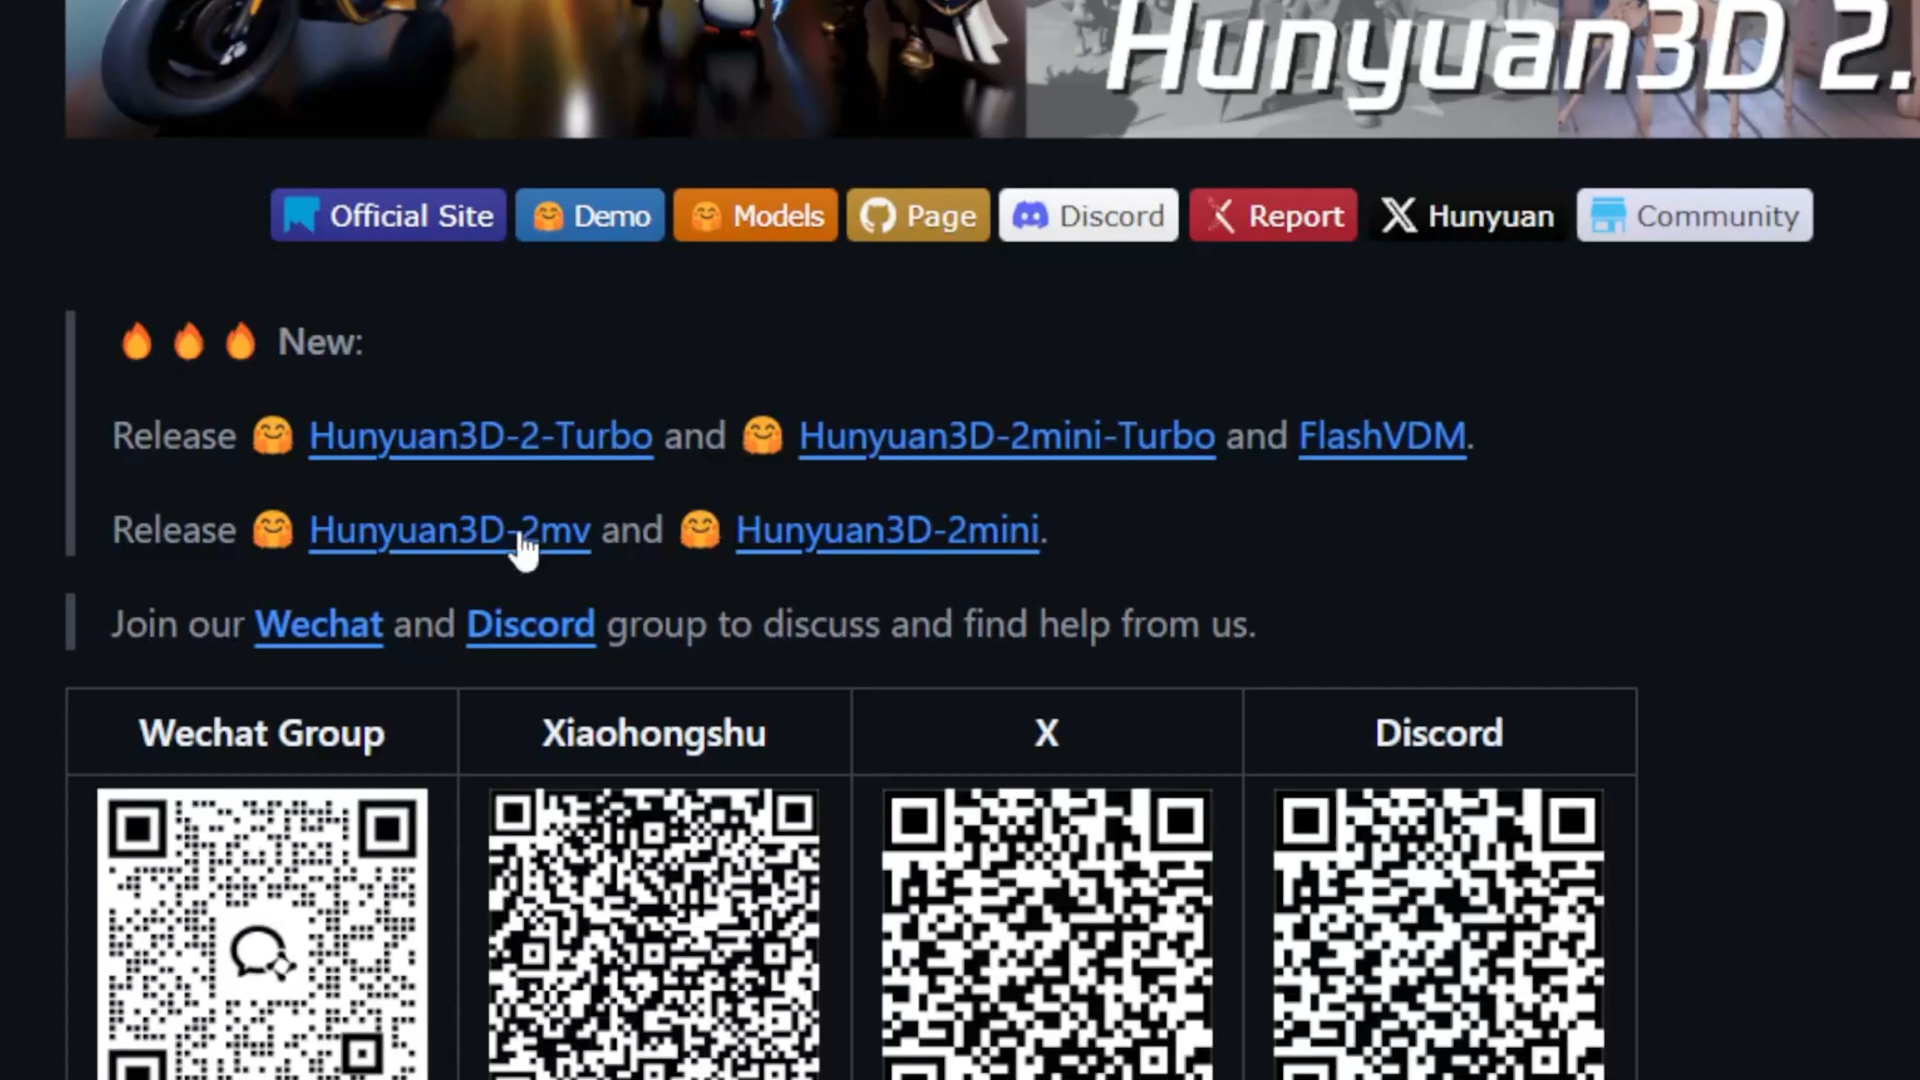 Hunyuan3D 2.
Official Site Demo Models Page Discord Report Hunyuan Community
New:
Release Hunyuan3D-2-Turbo and Hunyuan3D-2mini-Turbo and FlashVDM.
Release Hunyuan3D-2mv and Hunyuan3D-2mini.
Join our Wechat and Discord group to discuss and find help from us.
Wechat Group Xiaohongshu X Discord